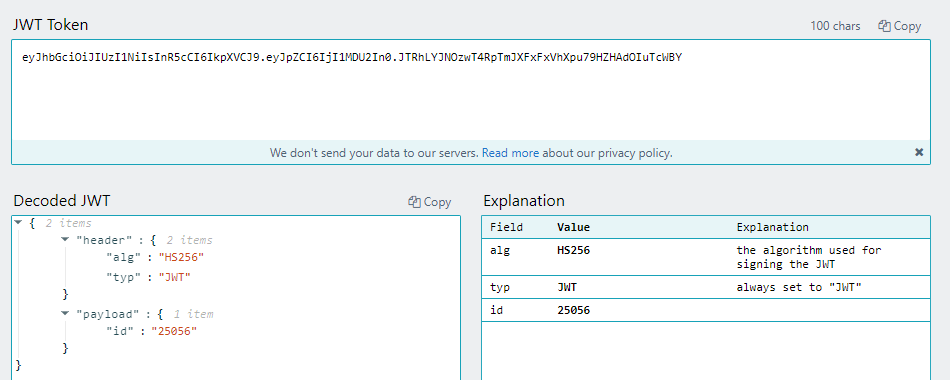 JWT Token 100 chars Copy
eyJhbGciOiJIUzI1NiIsInR5cCI6IkpXVCJ9.eyJpZCI6IjI1MDU2In0.JTRhLYJNOzwT4RpTmJXFxFxVhXpu79HZHAdOIuTcWBY
We don't send your data to our servers. Read more about our privacy policy. ✖
Decoded JWT Copy
{ 2 items
"header" : { 2 items
"alg" : "HS256"
"typ" : "JWT"
}
"payload" : { 1 item
"id" : "25056"
}
}
Explanation
Field Value Explanation
alg HS256 the algorithm used for
signing the JWT
typ JWT always set to "JWT"
id 25056